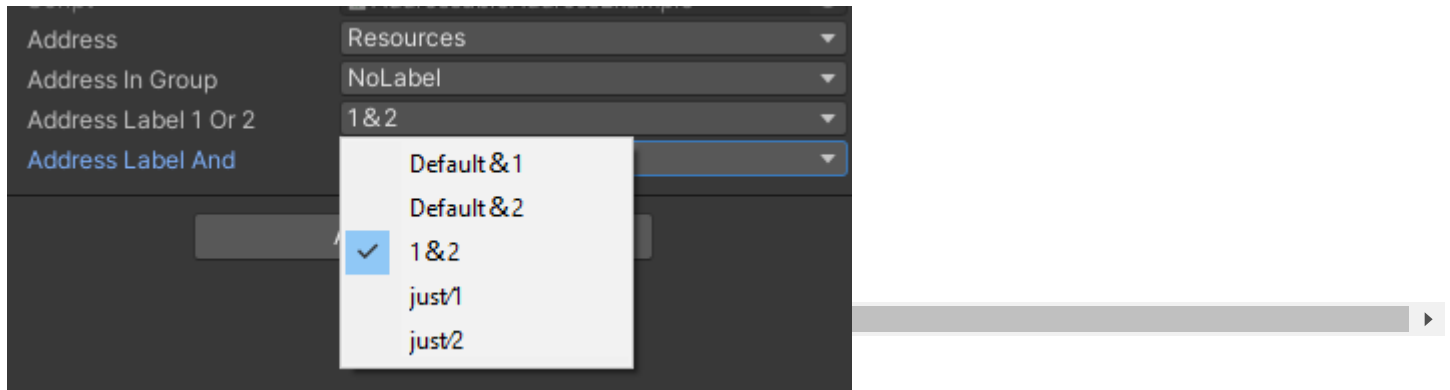 Address
Resources
Address In Group
NoLabel
Address Label 1 Or 2
1&2
Address Label And
Default&1
Default&2
1&2
just∕1
just∕2